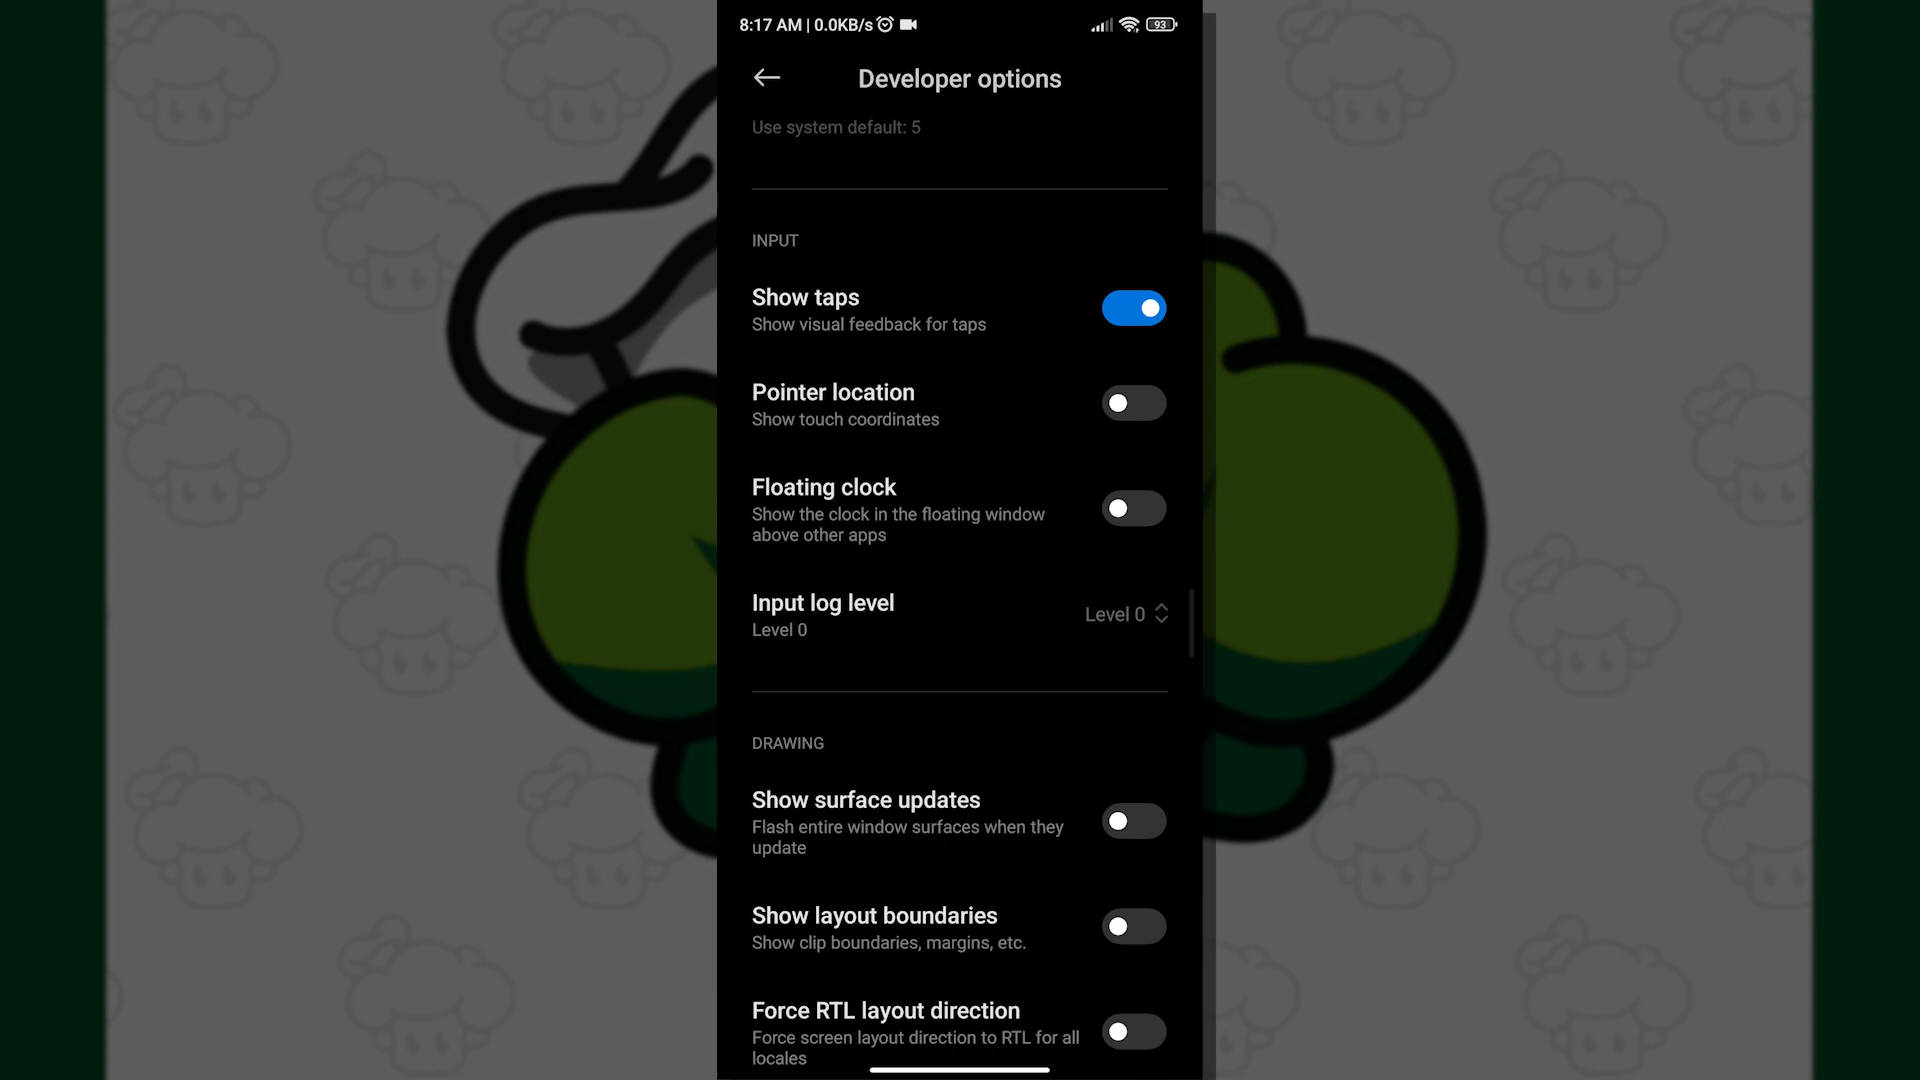 8:17 AM | 0.0KB/s
93
Developer options
Use system default: 5
INPUT
Show taps
Show visual feedback for taps
Pointer location
Show touch coordinates
Floating clock
Show the clock in the floating window
above other apps
Input log level
Level 0
Level 0
DRAWING
Show surface updates
Flash entire window surfaces when they
update
Show layout boundaries
Show clip boundaries, margins, etc.
Force RTL layout direction
Force screen layout direction to RTL for all
locales